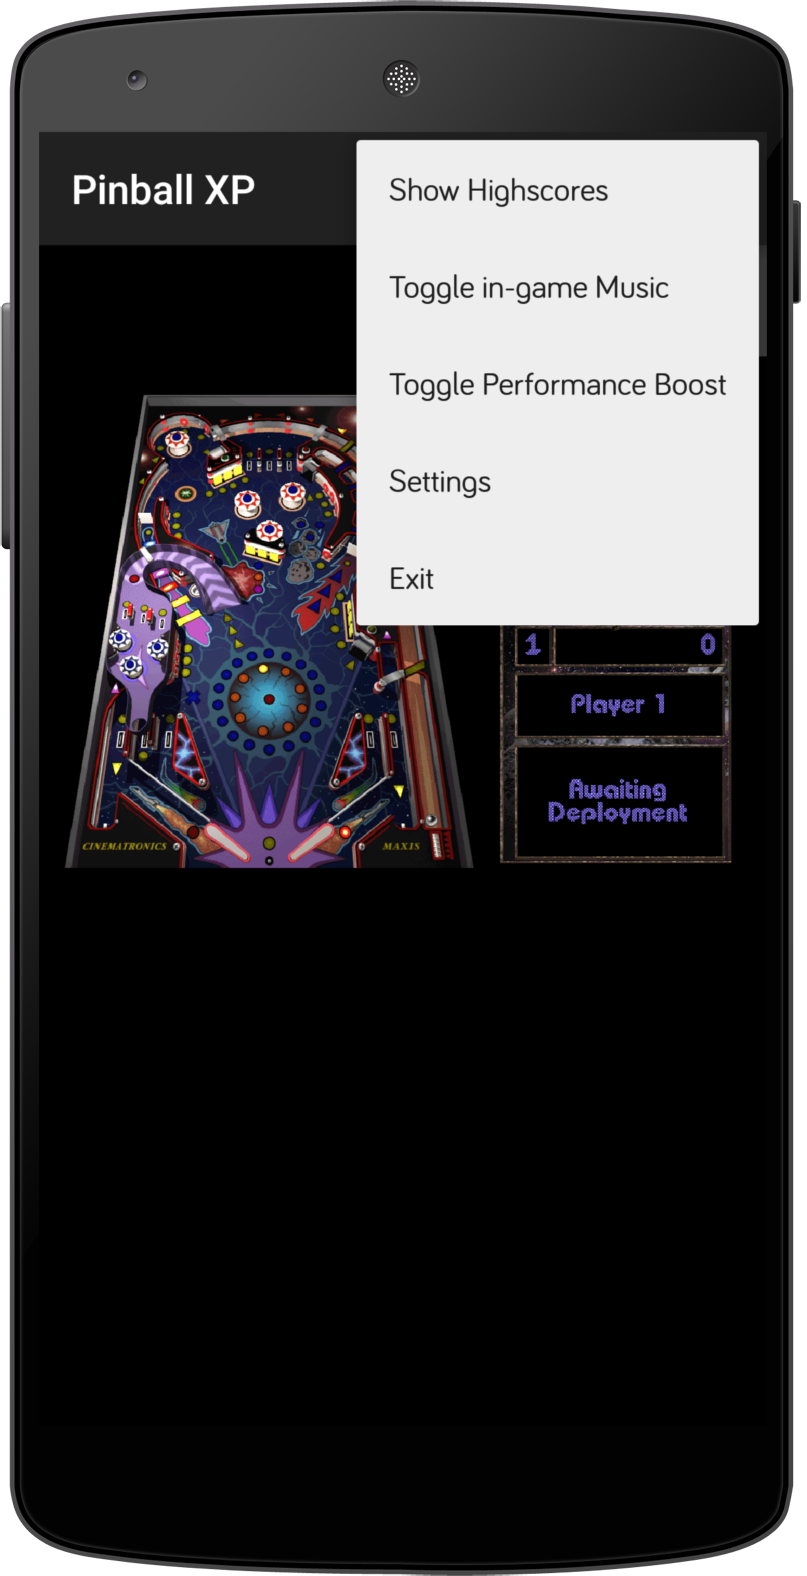 Pinball XP
Show Highscores
Toggle in-game Music
Toggle Performance Boost
Settings
Exit
1 0
Player 1
Awaiting
Deployment
CINEMATRONICS MAXIS